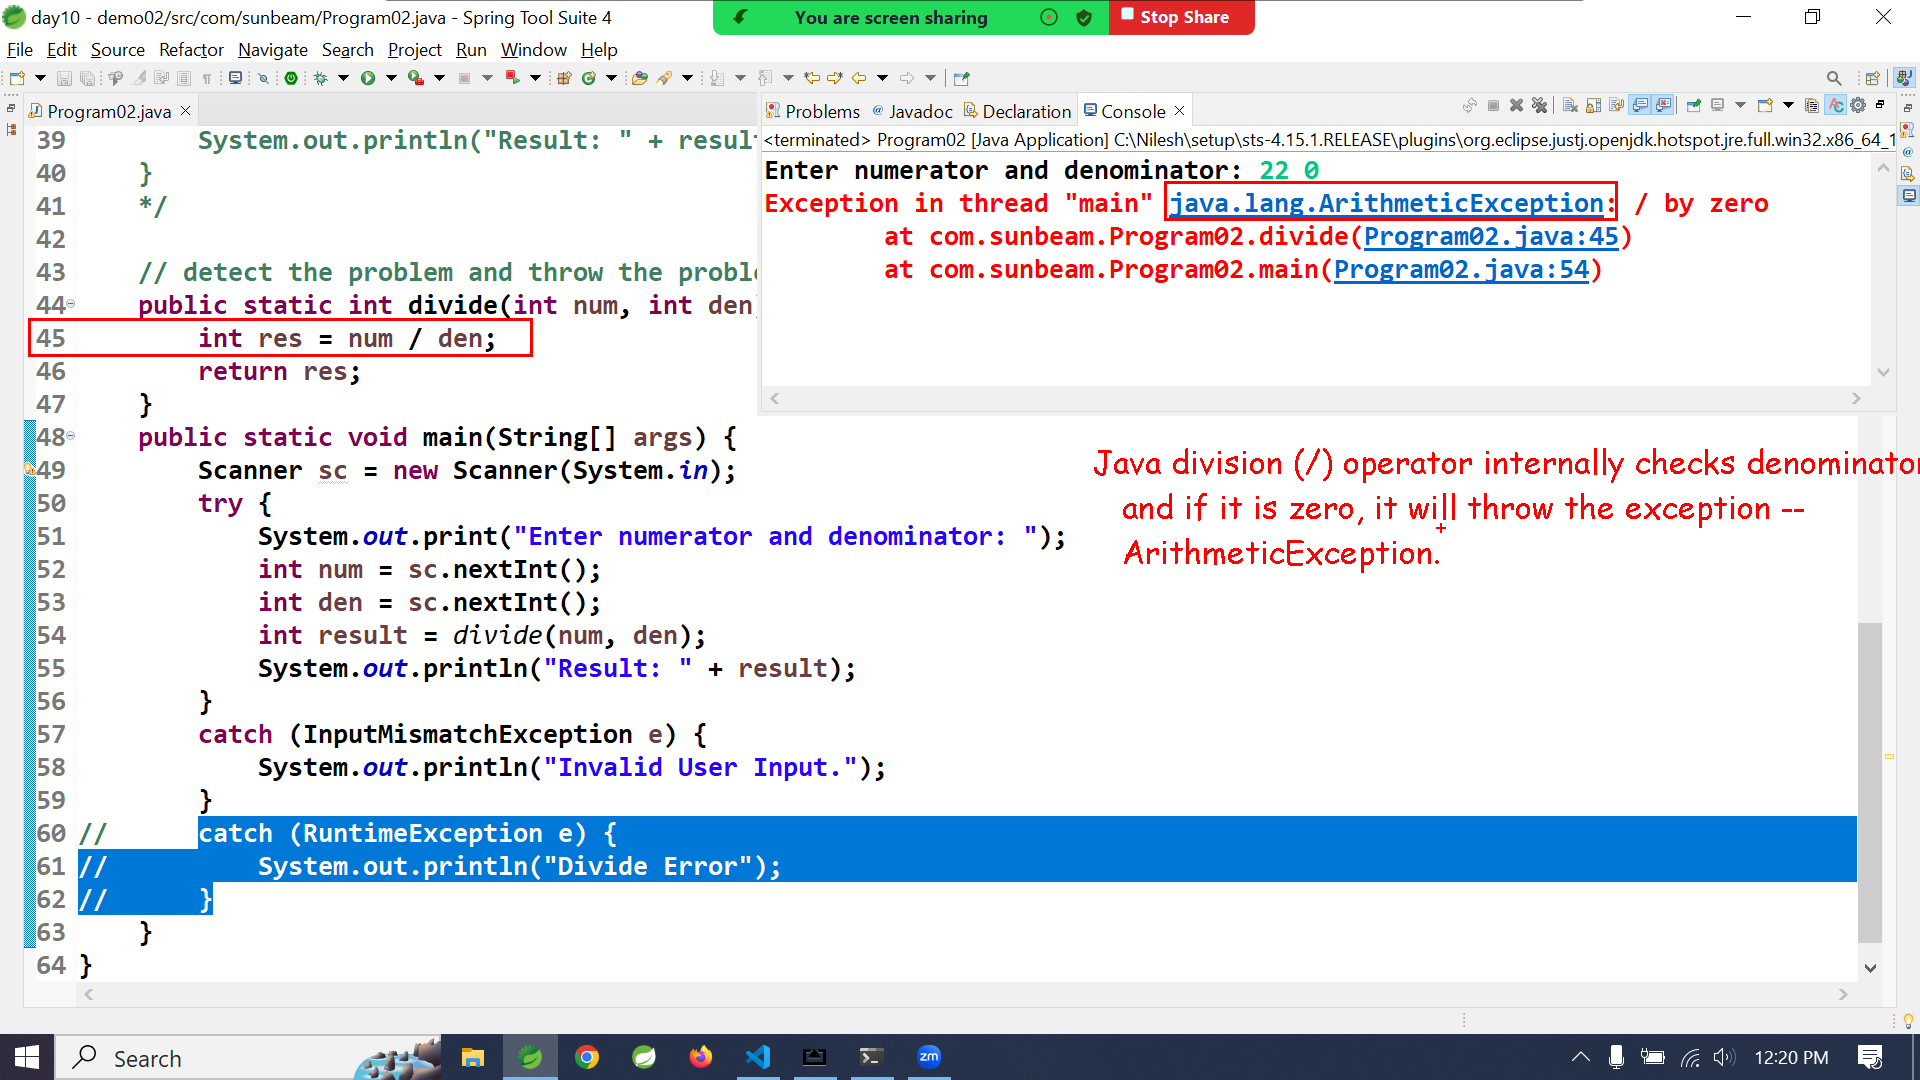 day10 - demo02/src/com/sunbeam/Program02.java - Spring Tool Suite 4
You are screen sharing
Stop Share
File Edit Source Refactor Navigate Search Project Run Window Help
Program02.java
Problems Javadoc Declaration Console
<terminated> Program02 [Java Application] C:\Nilesh\setup\sts-4.15.1.RELEASE\plugins\org.eclipse.justj.openjdk.hotspot.jre.full.win32.x86_64_1
Enter numerator and denominator: 22 0
Exception in thread "main" java.lang.ArithmeticException: / by zero
at com.sunbeam.Program02.divide(Program02.java:45)
at com.sunbeam.Program02.main(Program02.java:54)
39 System.out.println("Result: " + resul
40 }
41 */
42
43 // detect the problem and throw the probl
44 public static int divide(int num, int den
45 int res = num / den;
46 return res;
47 }
48 public static void main(String[] args) {
49 Scanner sc = new Scanner(System.in);
50 try {
51 System.out.print("Enter numerator and denominator: ");
52 int num = sc.nextInt();
53 int den = sc.nextInt();
54 int result = divide(num, den);
55 System.out.println("Result: " + result);
56 }
57 catch (InputMismatchException e) {
58 System.out.println("Invalid User Input.");
59 }
60 // catch (RuntimeException e) {
61 // System.out.println("Divide Error");
62 // }
63 }
64 }
Java division (/) operator internally checks denominator
and if it is zero, it will throw the exception --
ArithmeticException.
Search
zm
12:20 PM